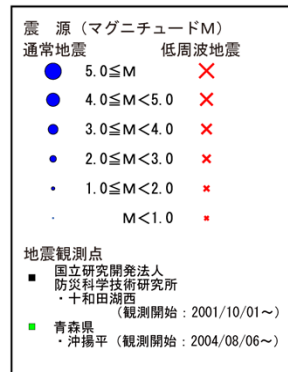 震　源（マグニチュードM）
通常地震　低周波地震
5.0≦M
4.0≦M<5.0
3.0≦M<4.0
2.0≦M<3.0
1.0≦M<2.0
M<1.0
地震観測点
国立研究開発法人
防災科学技術研究所
・十和田湖西
（観測開始：2001/10/01～）
青森県
・沖揚平（観測開始：2004/08/06～）